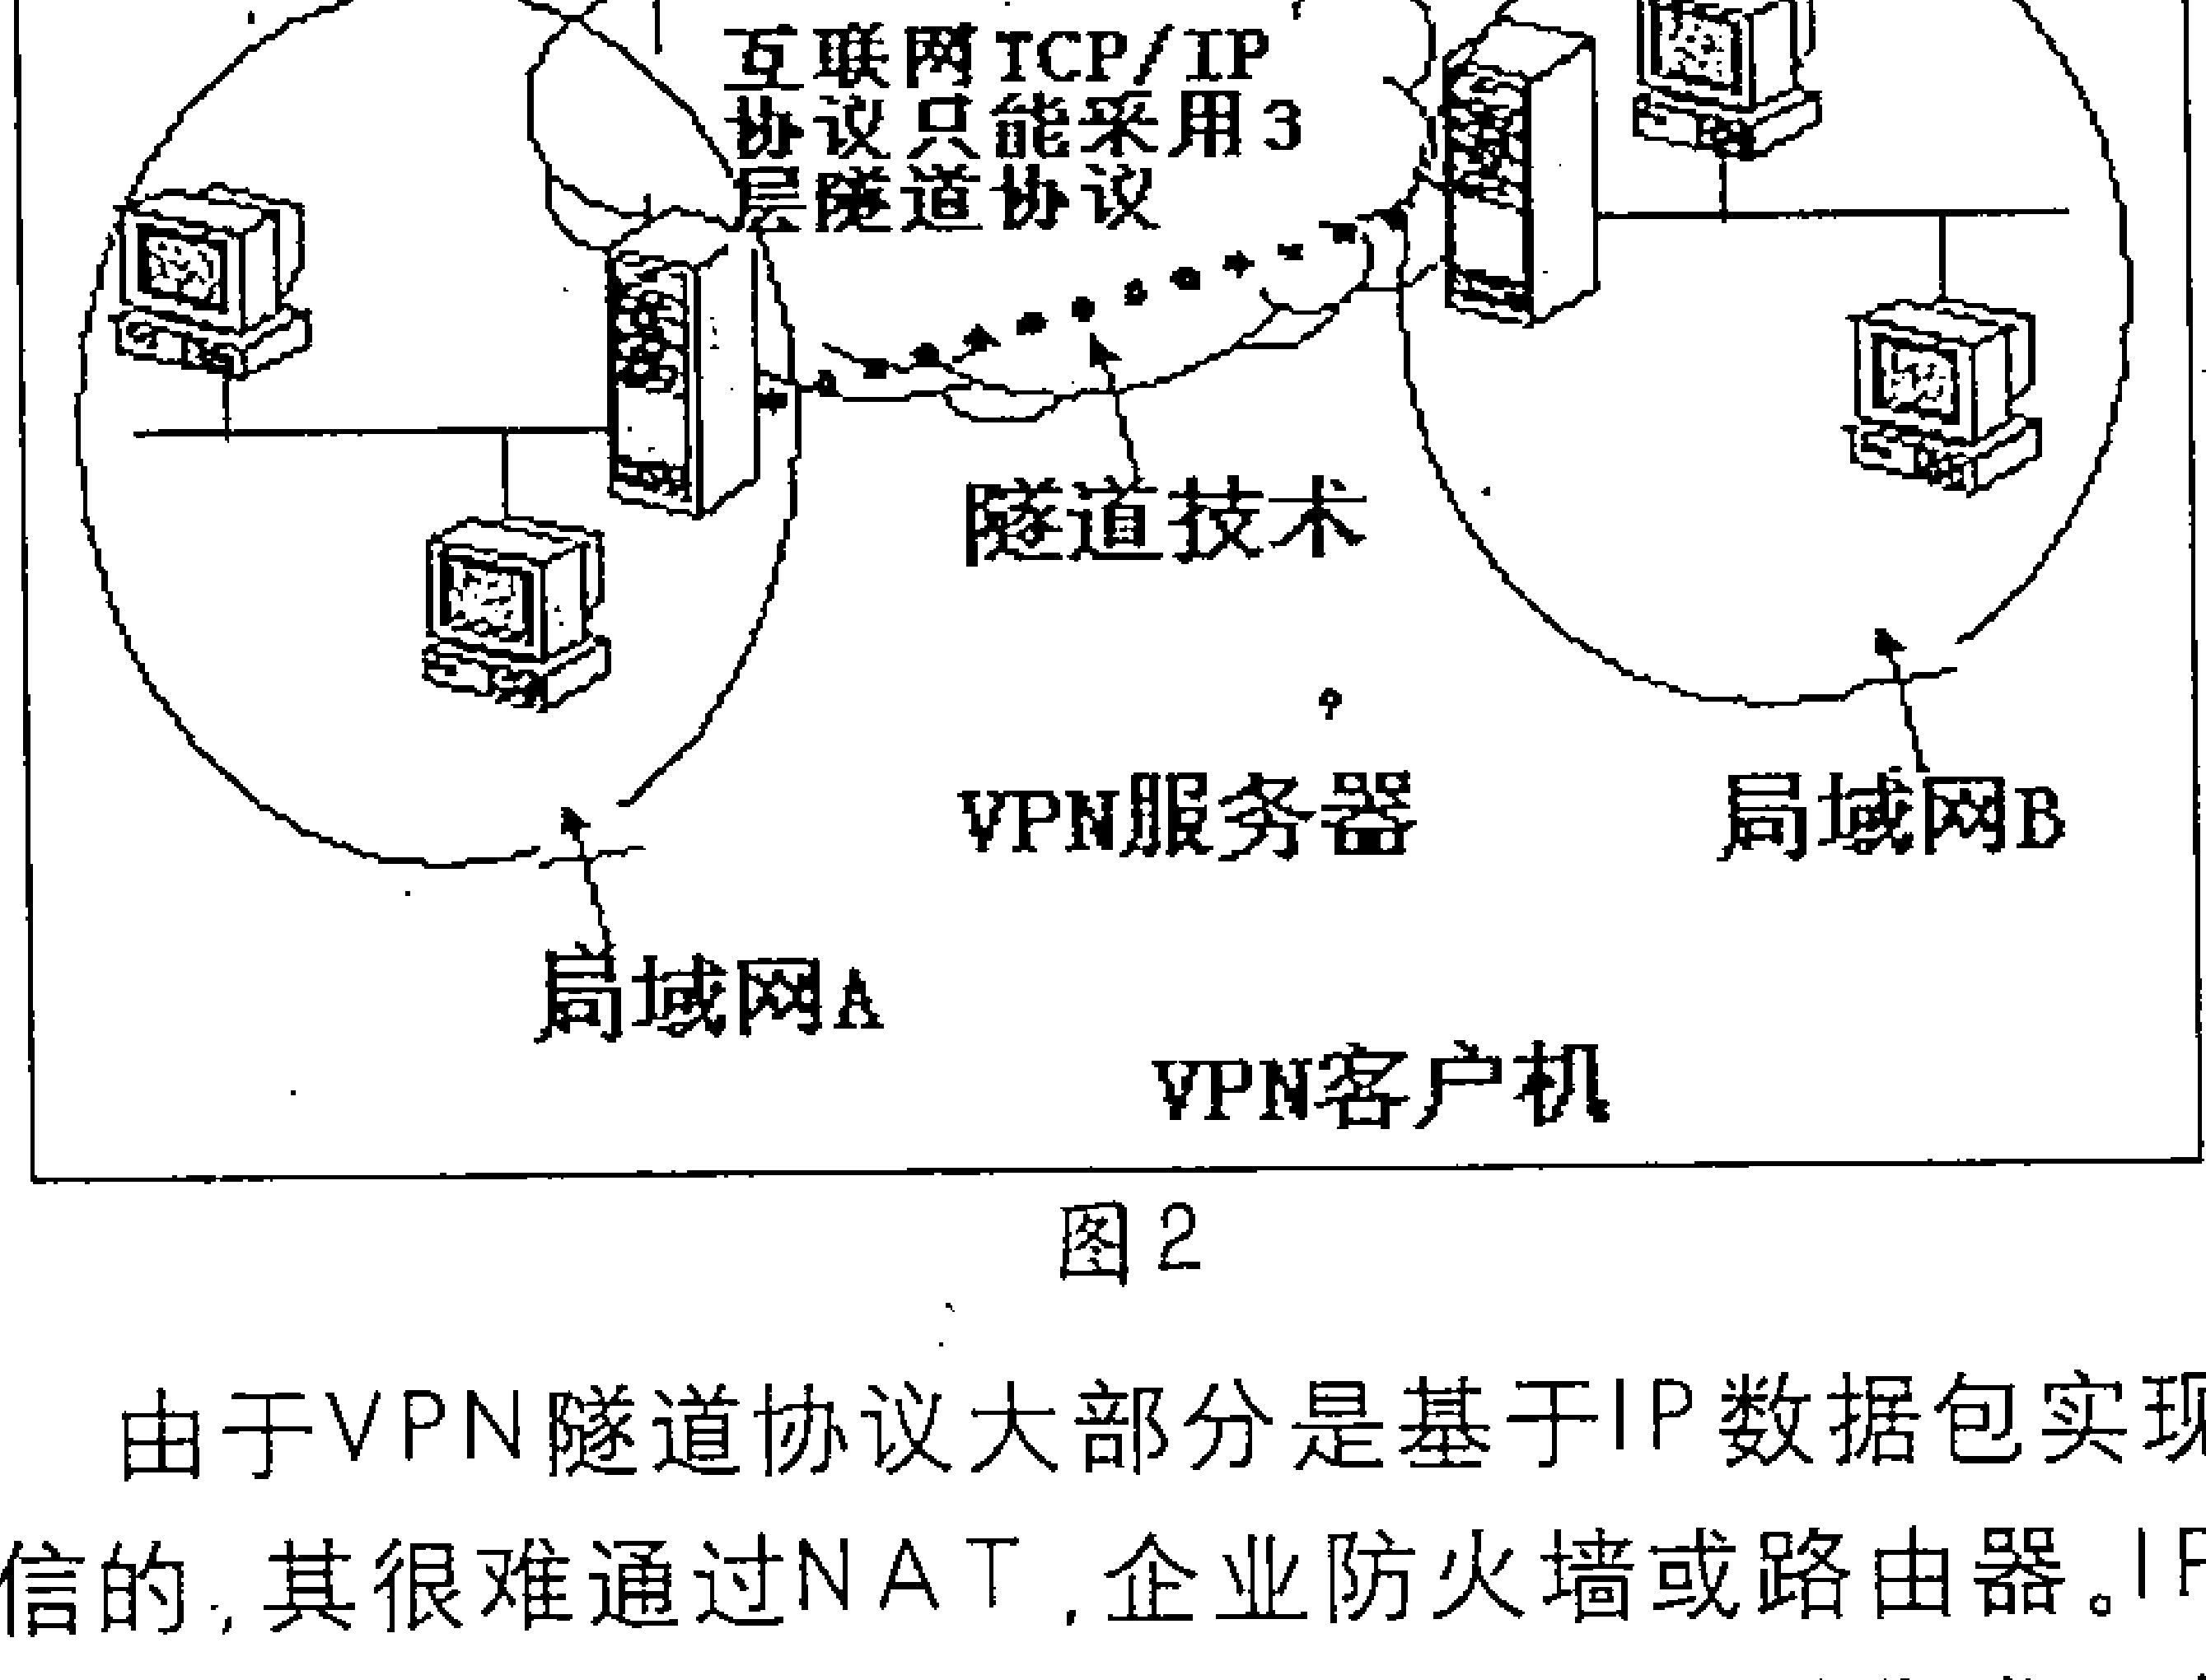 互联网TCP/IP
协议只能采用3
层隧道协议
隧道技术
VPN服务器
局域网B
局域网A
VPN客户机
图2
由于VPN隧道协议大部分是基于IP数据包实现
信的,其很难通过NAT,企业防火墙或路由器。IP